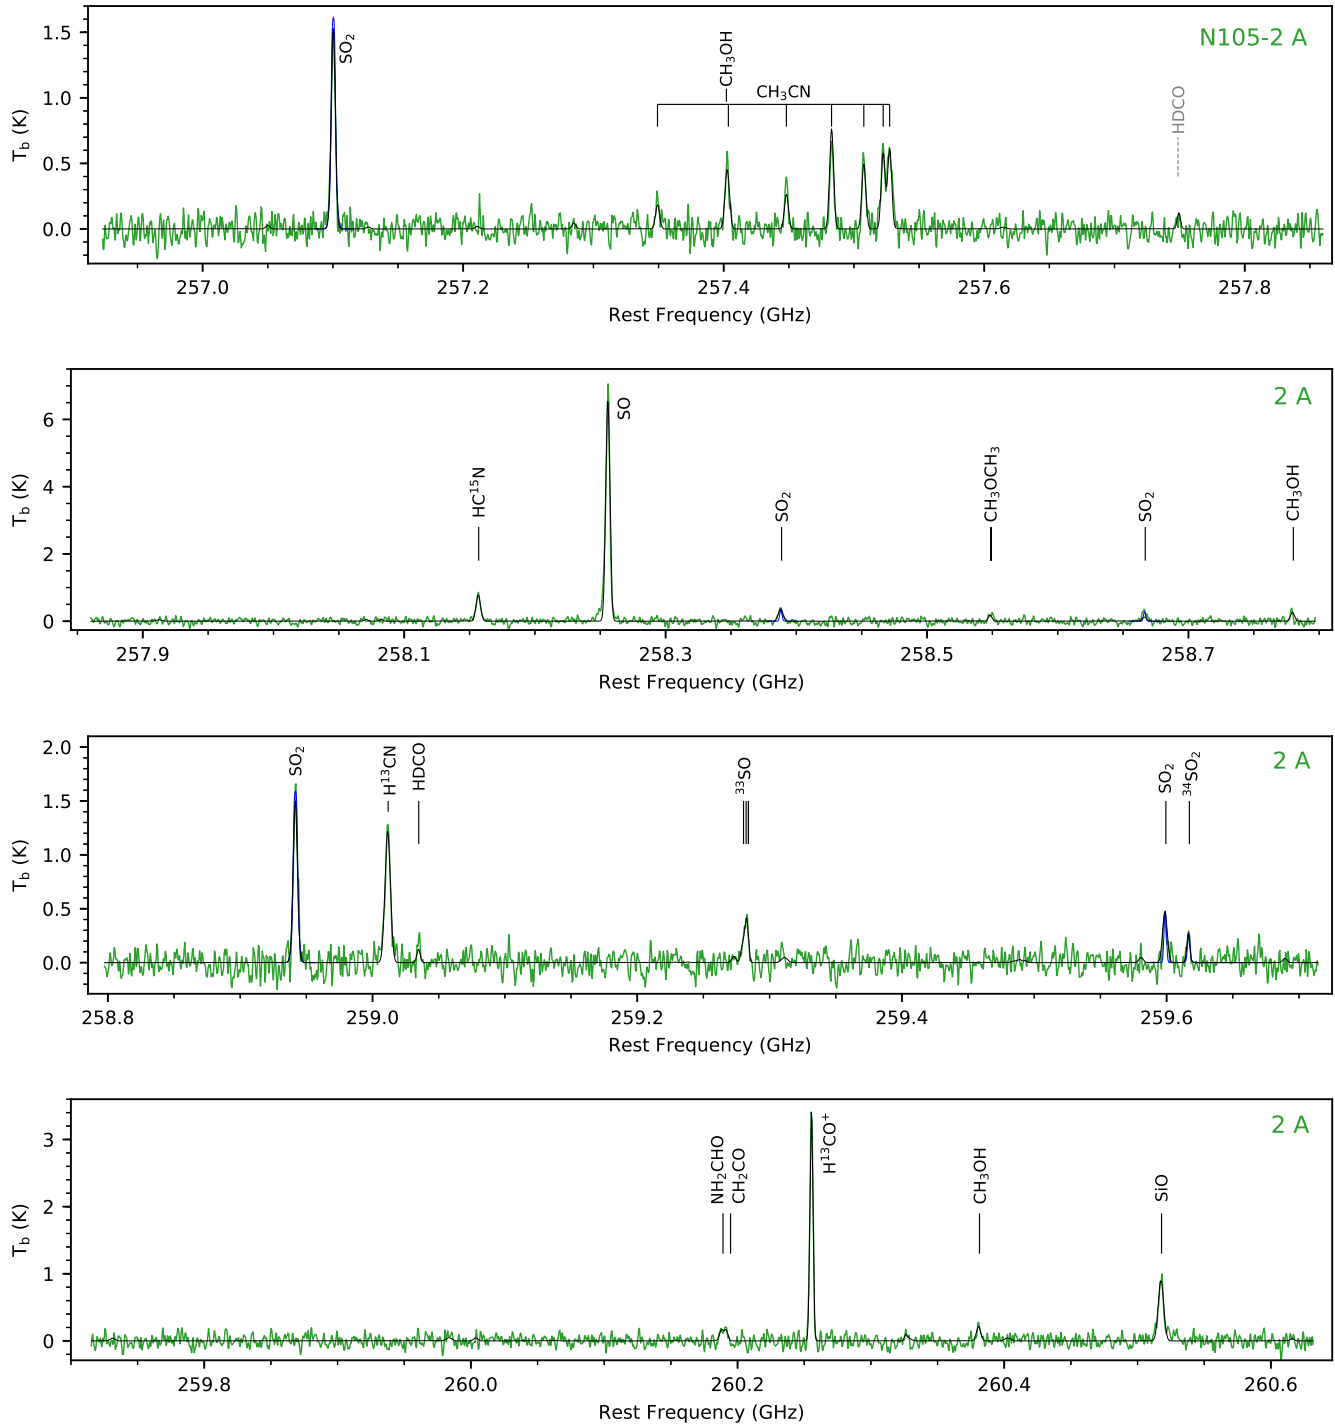 N105-2 A
SO₂
CH₃OH
CH₃CN
HDCO
T_b (K)
1.5
1.0
0.5
0.0
257.0 257.2 257.4 257.6 257.8
Rest Frequency (GHz)
2 A
HC¹⁵N
SO
SO₂
CH₃OCH₃
SO₂
CH₃OH
T_b (K)
6
4
2
0
257.9 258.1 258.3 258.5 258.7
Rest Frequency (GHz)
2 A
SO₂
H¹³CN
HDCO
³³SO
SO₂
³⁴SO₂
T_b (K)
2.0
1.5
1.0
0.5
0.0
258.8 259.0 259.2 259.4 259.6
Rest Frequency (GHz)
2 A
NH₂CHO
CH₂CO
H¹³CO⁺
CH₃OH
SiO
T_b (K)
3
2
1
0
259.8 260.0 260.2 260.4 260.6
Rest Frequency (GHz)